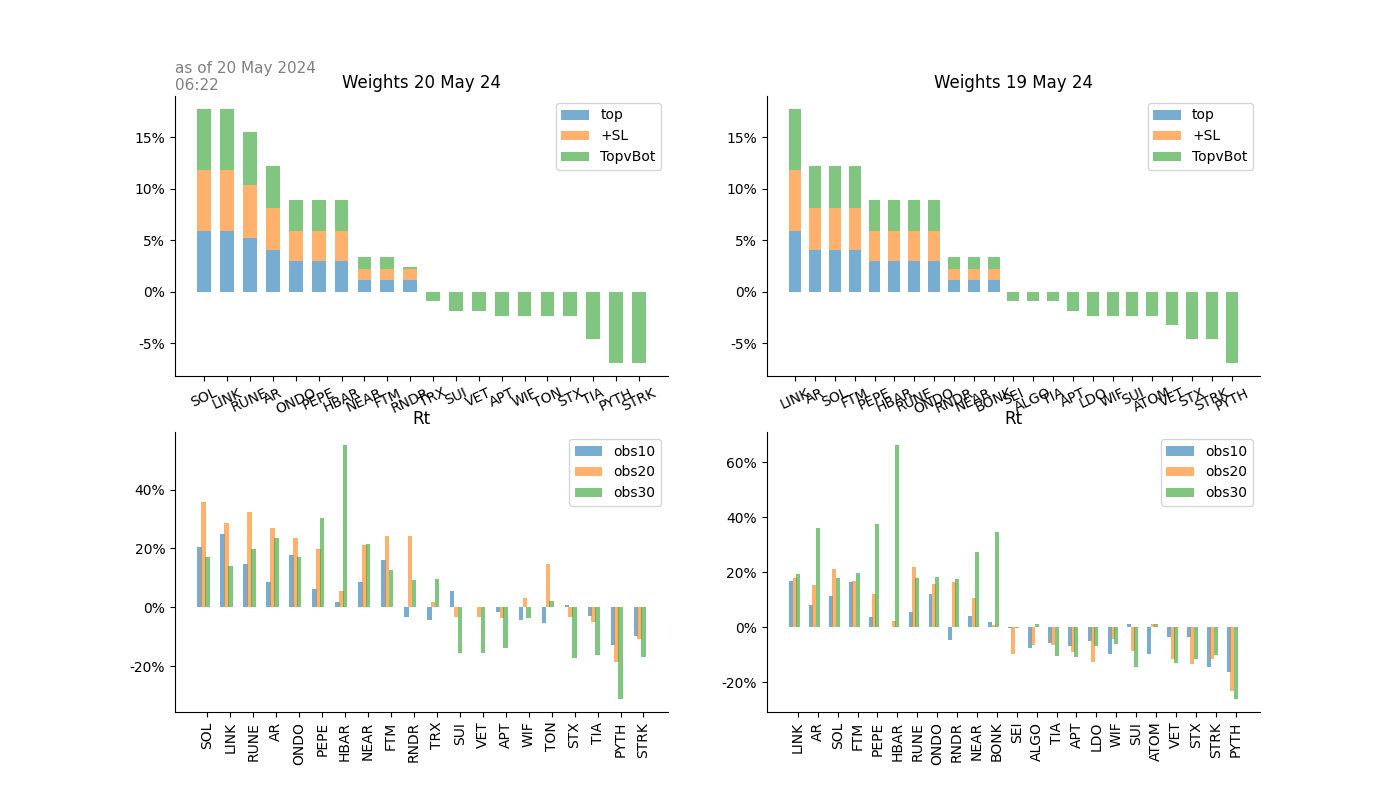 as of 20 May 2024
06:22
Weights 20 May 24
15%
10%
5%
0%
-5%
top
+SL
TopvBot
SOL LINK RUNE AR ONDO PEPE HBAR NEAR FTM RNDR TRX SUI VET APT WIF TON STX TIA PYTH STRK
Weights 19 May 24
15%
10%
5%
0%
-5%
top
+SL
TopvBot
LINK AR SOL FTM PEPE HBAR RUNE ONDO RNDR NEAR BONK SEI ALGO TIA APT LDO WIF SUI ATOM VET STX STRK PYTH
Rt
40%
20%
0%
-20%
obs10
obs20
obs30
SOL LINK RUNE AR ONDO PEPE HBAR NEAR FTM RNDR TRX SUI VET APT WIF TON STX TIA PYTH STRK
Rt
60%
40%
20%
0%
-20%
obs10
obs20
obs30
LINK AR SOL FTM PEPE HBAR RUNE ONDO RNDR NEAR BONK SEI ALGO TIA APT LDO WIF SUI ATOM VET STX STRK PYTH